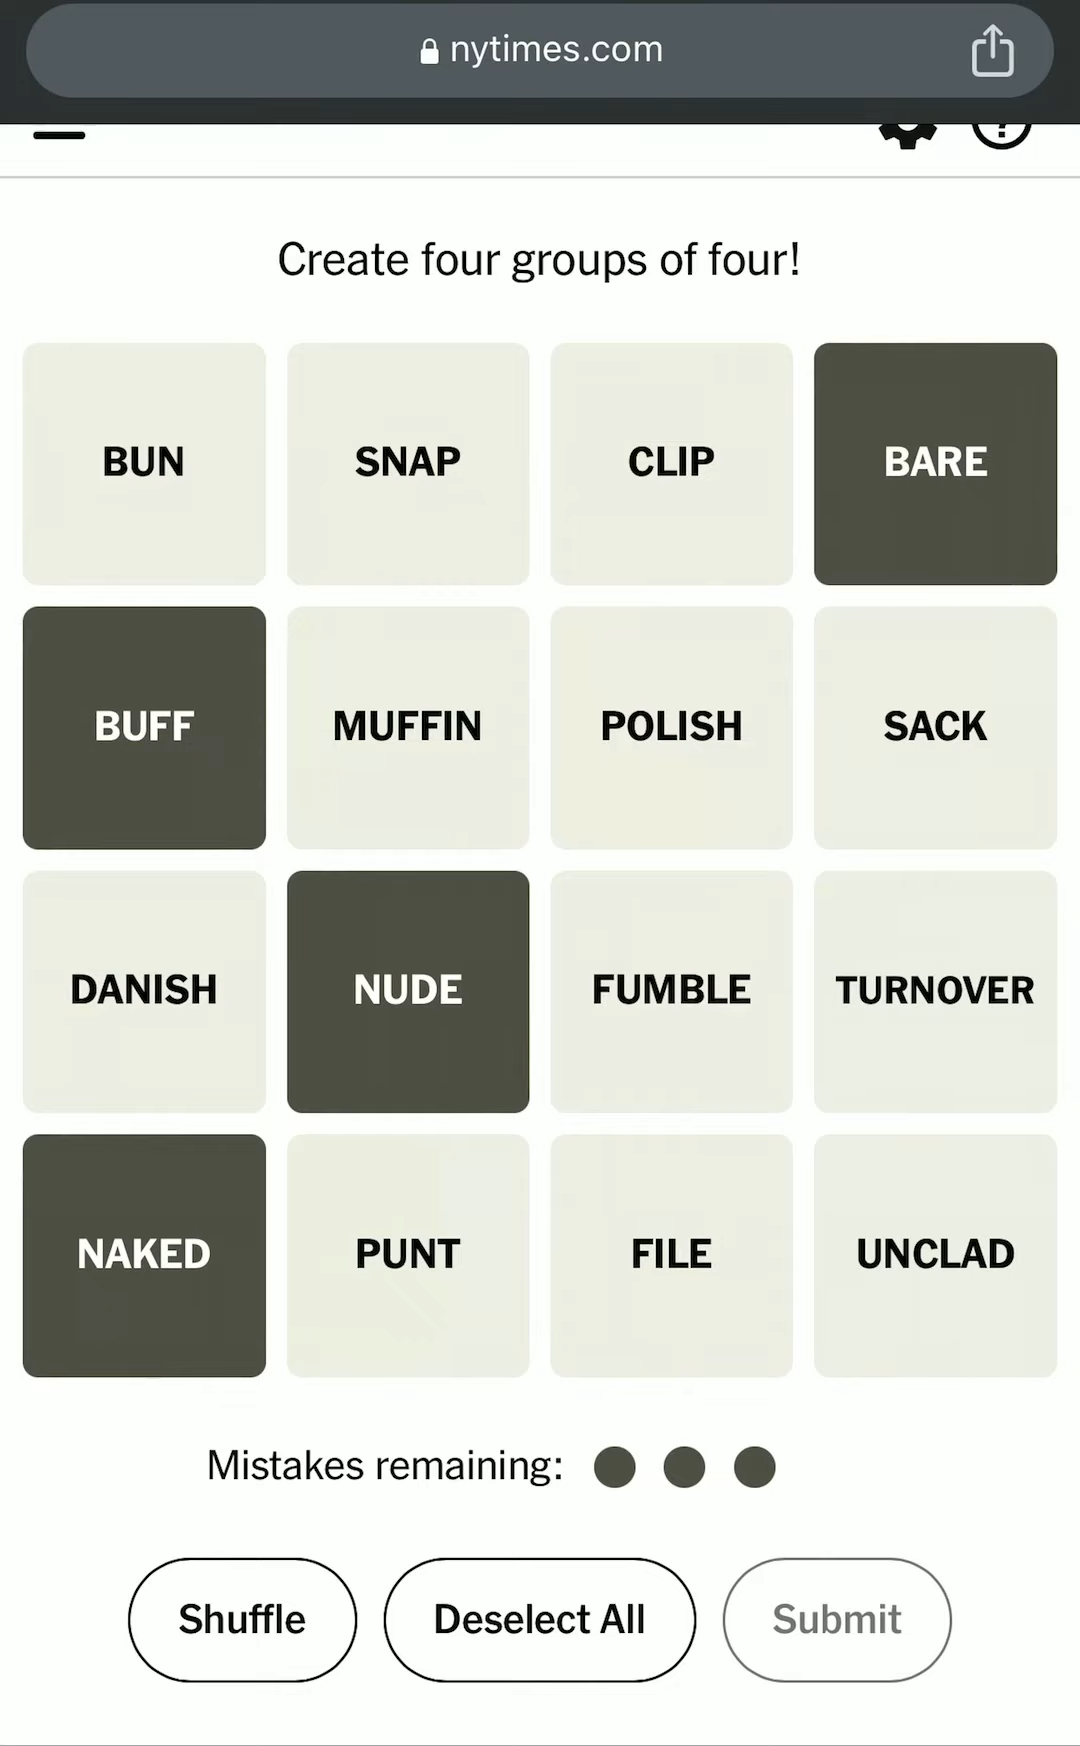 nytimes.com
Create four groups of four!
BUN SNAP CLIP BARE
BUFF MUFFIN POLISH SACK
DANISH NUDE FUMBLE TURNOVER
NAKED PUNT FILE UNCLAD
Mistakes remaining:
Shuffle Deselect All Submit